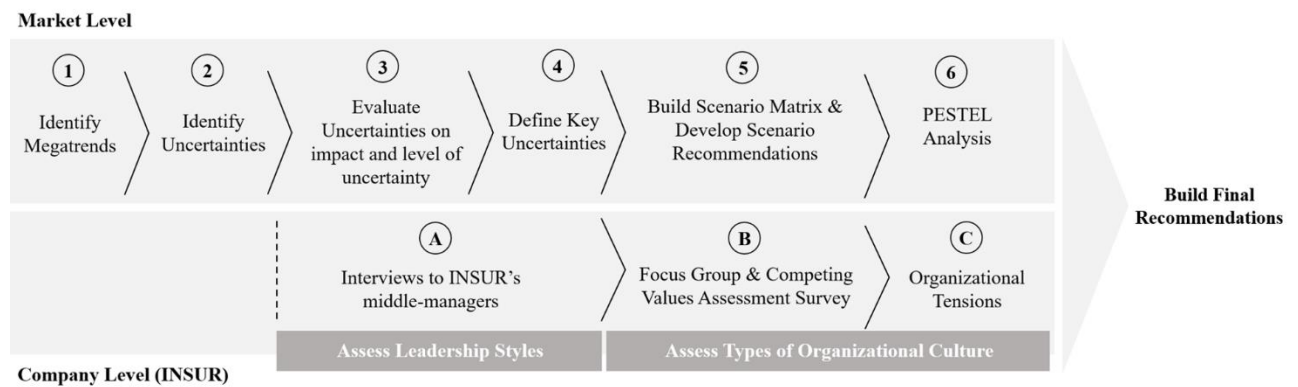 Market Level
1
Identify
Megatrends
2
Identify
Uncertainties
3
Evaluate
Uncertainties on
impact and level of
uncertainty
4
Define Key
Uncertainties
5
Build Scenario Matrix &
Develop Scenario
Recommendations
6
PESTEL
Analysis
A
Interviews to INSUR's
middle-managers
B
Focus Group & Competing
Values Assessment Survey
C
Organizational
Tensions
Assess Leadership Styles
Assess Types of Organizational Culture
Company Level (INSUR)
Build Final
Recommendations